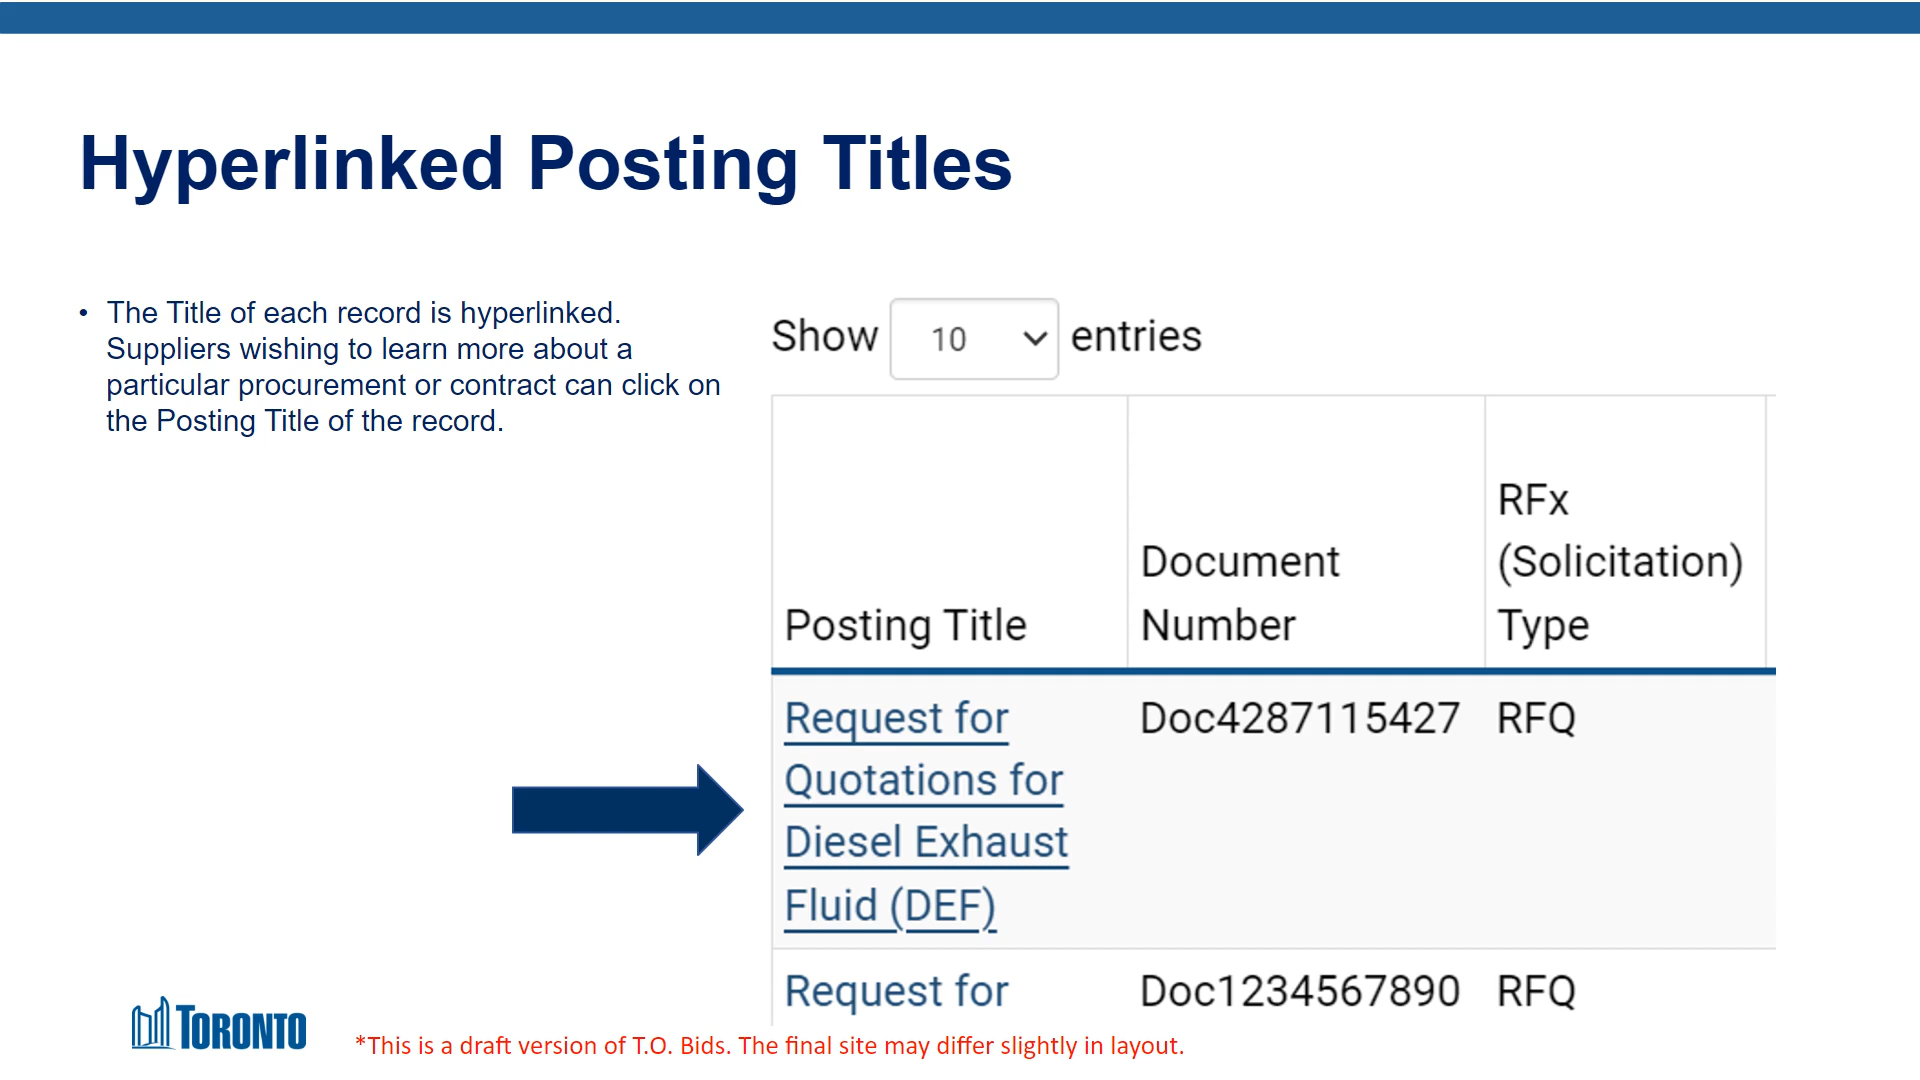 Hyperlinked Posting Titles
• The Title of each record is hyperlinked.
Suppliers wishing to learn more about a
particular procurement or contract can click on
the Posting Title of the record.
Show 10 entries
Posting Title
Document
Number
RFx
(Solicitation)
Type
Request for
Quotations for
Diesel Exhaust
Fluid (DEF)
Doc4287115427
RFQ
Request for
Doc1234567890
RFQ
TORONTO
*This is a draft version of T.O. Bids. The final site may differ slightly in layout.